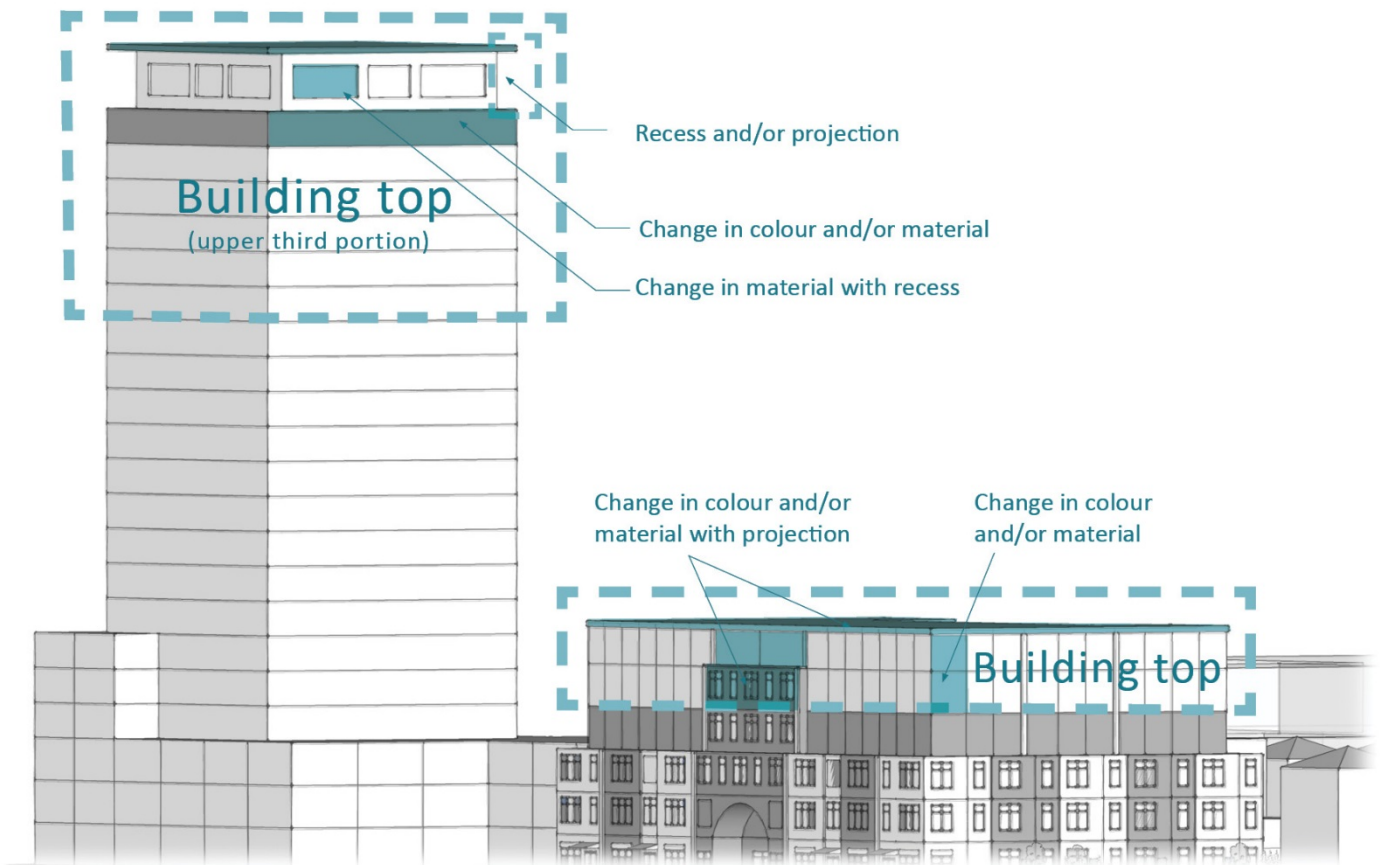 Recess and/or projection
Building top
(upper third portion)
Change in colour and/or material
Change in material with recess
Change in colour and/or
material with projection
Change in colour
and/or material
Building top